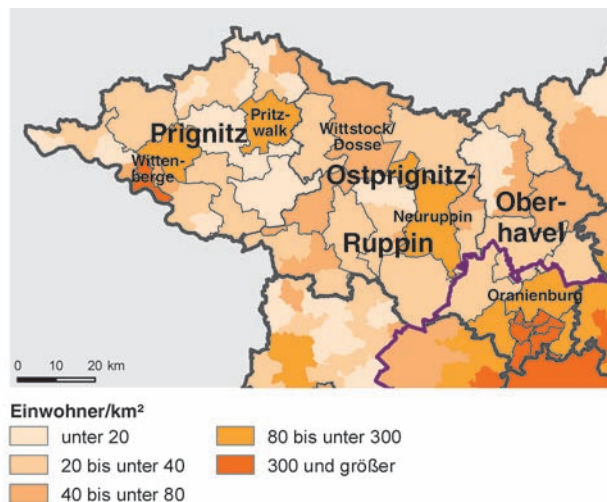 Pritz-
walk
Prignitz
Wittstock/
Dosse
Witten-
berge
Ostprignitz-
Neuruppin
Ober-
havel
Ruppin
Oranienburg
0 10 20 km
Einwohner/km²
unter 20
20 bis unter 40
40 bis unter 80
80 bis unter 300
300 und größer